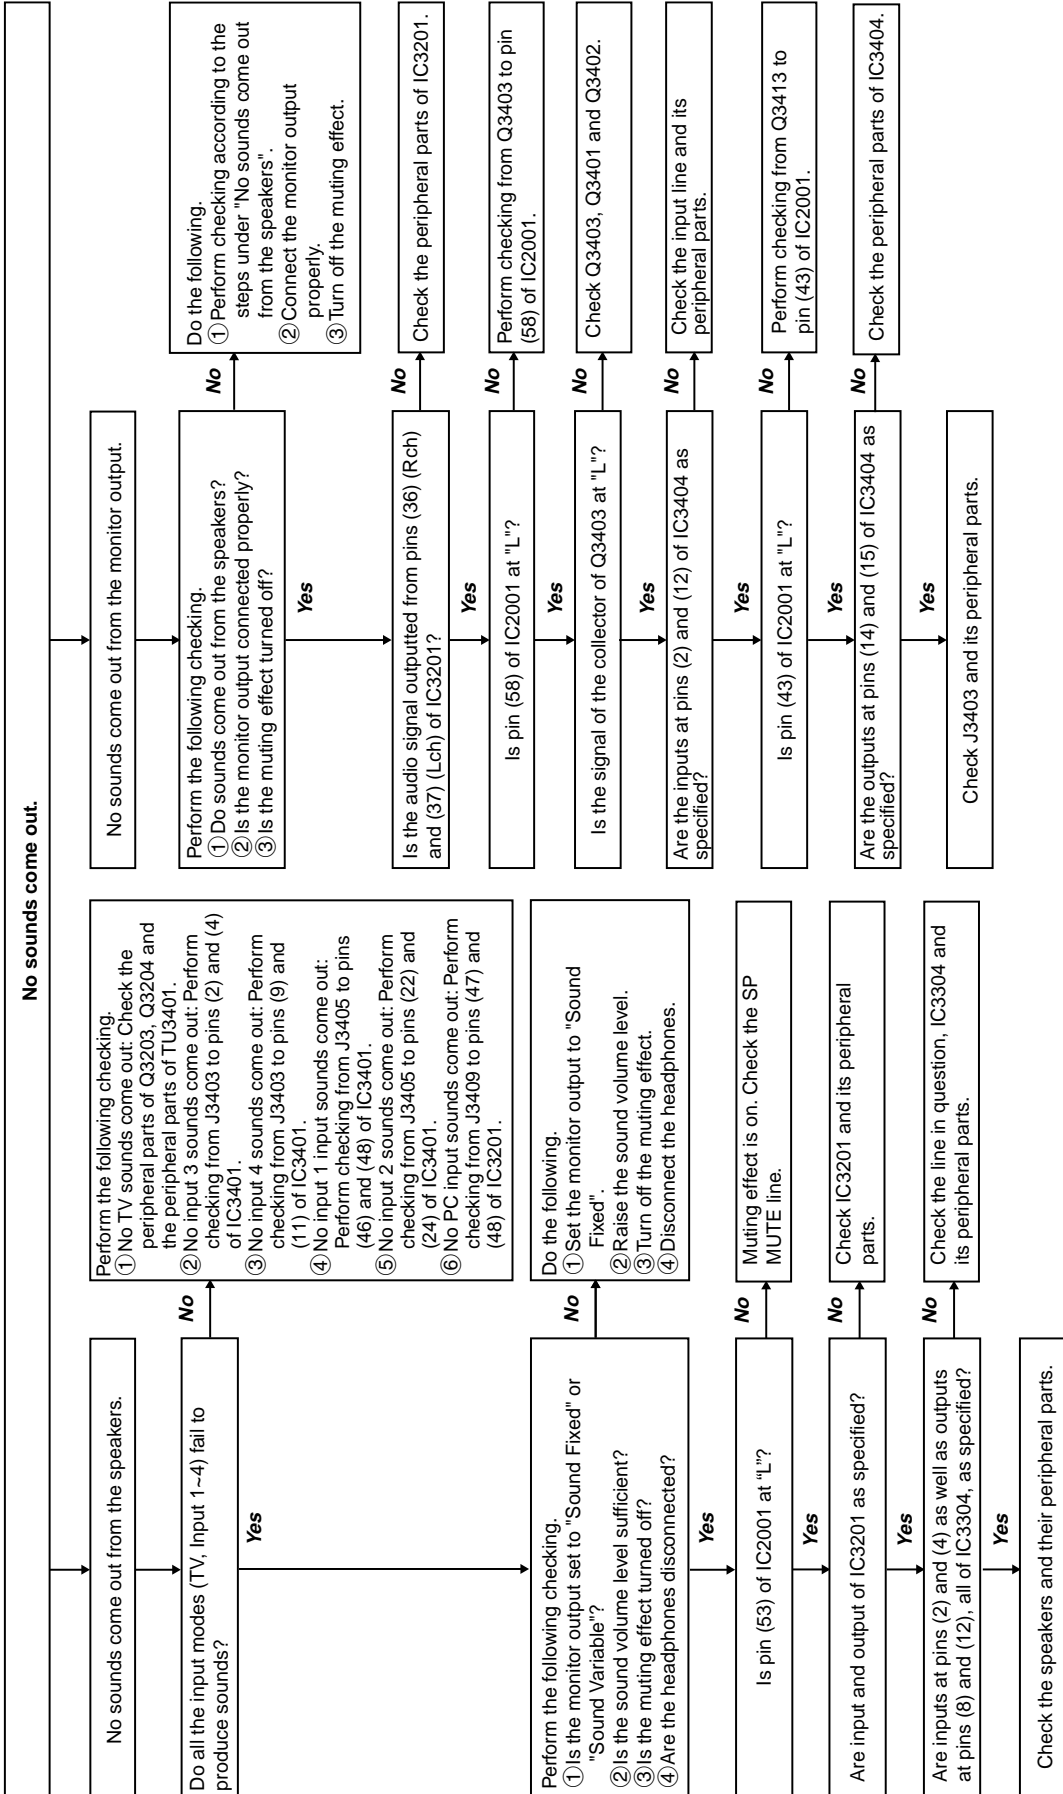 No sounds come out.
No sounds come out from the speakers.
Do all the input modes (TV, Input 1~4) fail to
produce sounds?
No
Perform the following checking.
① No TV sounds come out: Check the
peripheral parts of Q3203, Q3204 and
the peripheral parts of TU3401.
② No input 3 sounds come out: Perform
checking from J3403 to pins (2) and (4)
of IC3401.
③ No input 4 sounds come out: Perform
checking from J3403 to pins (9) and
(11) of IC3401.
④ No input 1 input sounds come out:
Perform checking from J3405 to pins
(46) and (48) of IC3401.
⑤ No input 2 sounds come out: Perform
checking from J3405 to pins (22) and
(24) of IC3401.
⑥ No PC input sounds come out: Perform
checking from J3409 to pins (47) and
(48) of IC3201.
Yes
Perform the following checking.
① Is the monitor output set to "Sound Fixed" or
"Sound Variable"?
② Is the sound volume level sufficient?
③ Is the muting effect turned off?
④ Are the headphones disconnected?
No
Do the following.
① Set the monitor output to "Sound
Fixed".
② Raise the sound volume level.
③ Turn off the muting effect.
④ Disconnect the headphones.
Yes
Is pin (53) of IC2001 at “L”?
No
Muting effect is on. Check the SP
MUTE line.
Yes
Are input and output of IC3201 as specified?
No
Check IC3201 and its peripheral
parts.
Yes
Are inputs at pins (2) and (4) as well as outputs
at pins (8) and (12), all of IC3304, as specified?
No
Check the line in question, IC3304 and
its peripheral parts.
Yes
Check the speakers and their peripheral parts.
No sounds come out from the monitor output.
Perform the following checking.
① Do sounds come out from the speakers?
② Is the monitor output connected properly?
③ Is the muting effect turned off?
No
Do the following.
① Perform checking according to the
steps under "No sounds come out
from the speakers".
② Connect the monitor output
properly.
③ Turn off the muting effect.
Yes
Is the audio signal outputted from pins (36) (Rch)
and (37) (Lch) of IC3201?
No
Check the peripheral parts of IC3201.
Yes
Is pin (58) of IC2001 at "L"?
No
Perform checking from Q3403 to pin
(58) of IC2001.
Yes
Is the signal of the collector of Q3403 at "L"?
No
Check Q3403, Q3401 and Q3402.
Yes
Are the inputs at pins (2) and (12) of IC3404 as
specified?
No
Check the input line and its
peripheral parts.
Yes
Is pin (43) of IC2001 at "L"?
No
Perform checking from Q3413 to
pin (43) of IC2001.
Yes
Are the outputs at pins (14) and (15) of IC3404 as
specified?
No
Check the peripheral parts of IC3404.
Yes
Check J3403 and its peripheral parts.